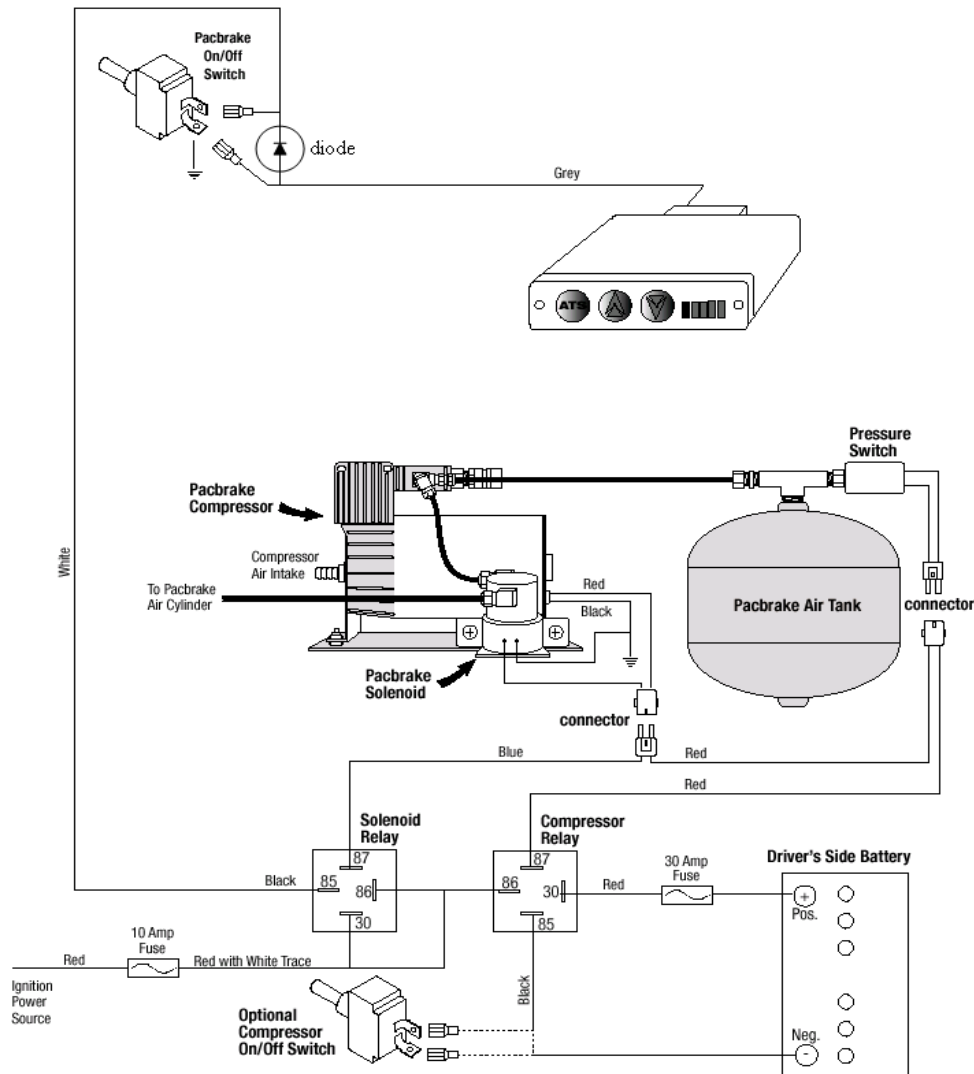 Pacbrake
On/Off
Switch
diode
Grey
ATS
Pressure
Switch
Pacbrake
Compressor
White
Compressor
Air Intake
To Pacbrake
Air Cylinder
Red
Black
Pacbrake Air Tank
connector
Pacbrake
Solenoid
connector
Blue
Red
Red
Solenoid
Relay
Compressor
Relay
87
87
30 Amp
Fuse
Driver's Side Battery
Black
85
86
86
30
Red
+
Pos.
30
85
10 Amp
Fuse
Red
Red with White Trace
Black
Ignition
Power
Source
Optional
Compressor
On/Off Switch
Neg.
-